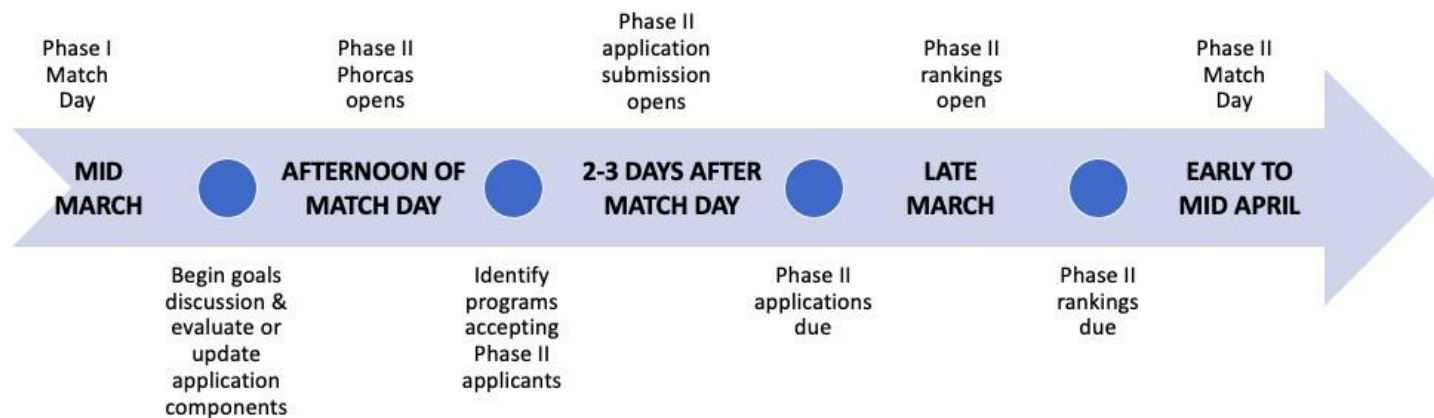 Phase I
Match
Day
Phase II
Phorcas
opens
Phase II
application
submission
opens
Phase II
rankings
open
Phase II
Match
Day
MID
MARCH
AFTERNOON OF
MATCH DAY
2-3 DAYS AFTER
MATCH DAY
LATE
MARCH
EARLY TO
MID APRIL
Begin goals
discussion &
evaluate or
update
application
components
Identify
programs
accepting
Phase II
applicants
Phase II
applications
due
Phase II
rankings
due